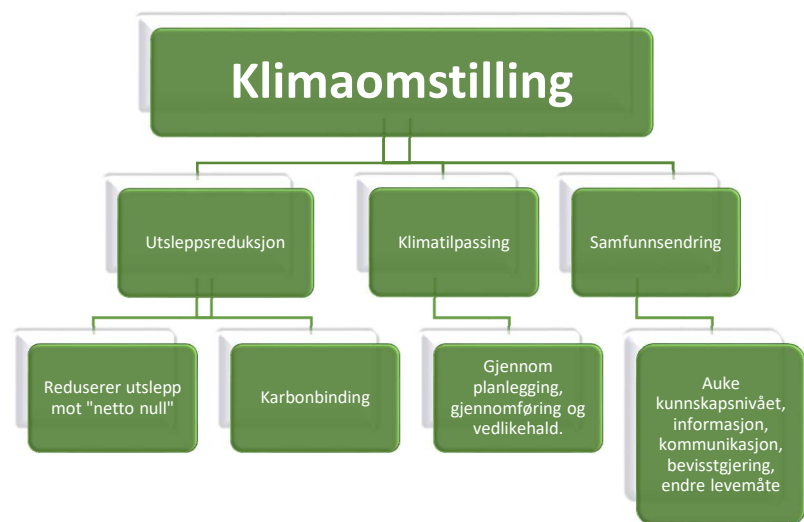 Klimaomstilling
Utsleppsreduksjon
Klimatilpassing
Samfunnsendring
Reduserer utslepp
mot "netto null"
Karbonbinding
Gjennom
planlegging,
gjennomføring og
vedlikehald.
Auke
kunnskapsnivået,
informasjon,
kommunikasjon,
bevisstgjering,
endre levemåte